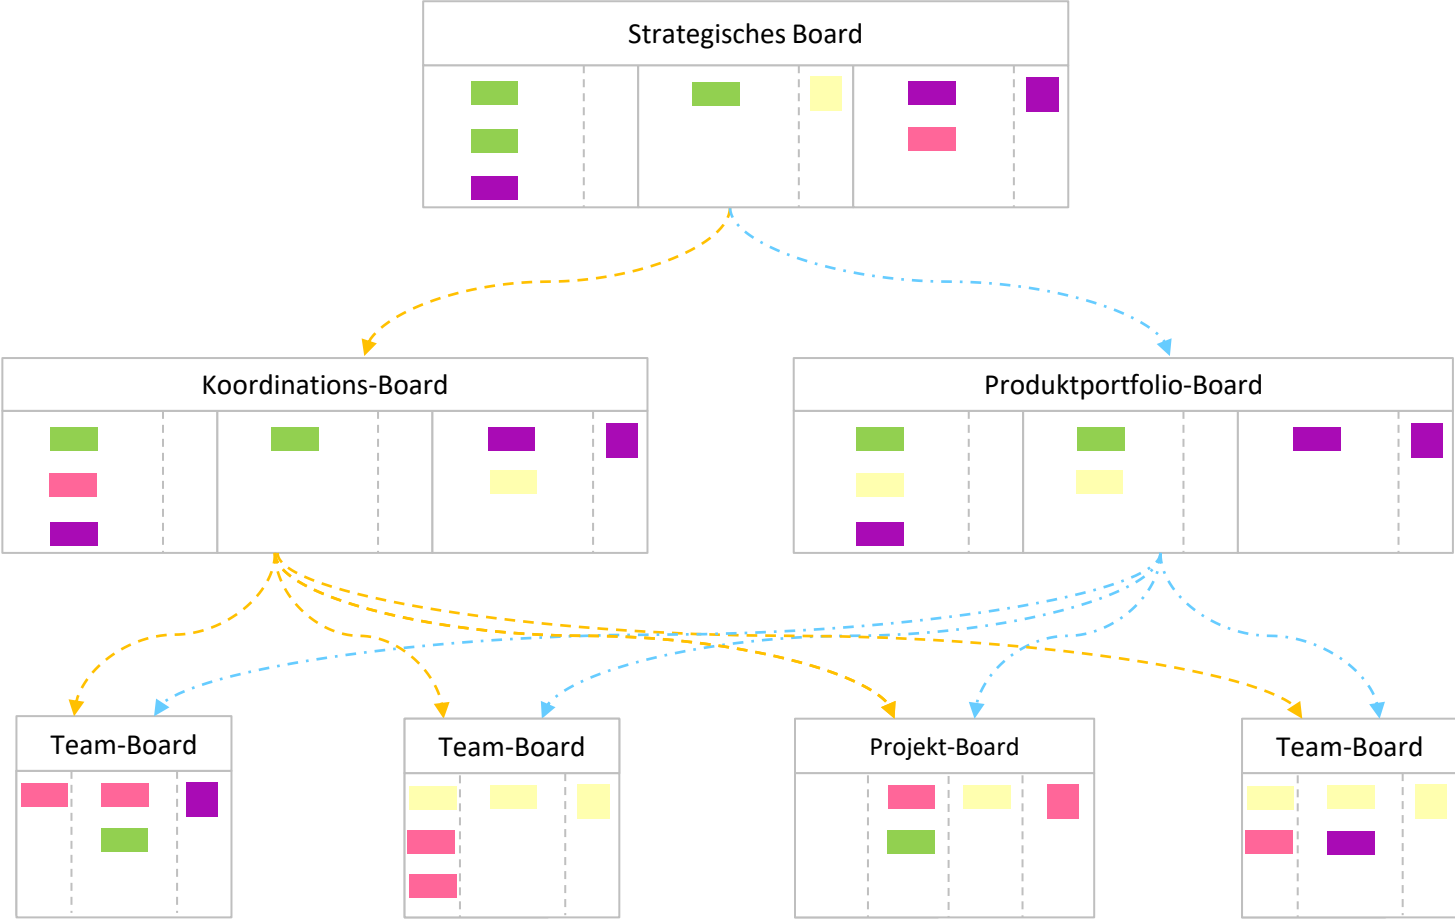 Strategisches Board
Koordinations-Board
Produktportfolio-Board
Team-Board
Team-Board
Projekt-Board
Team-Board